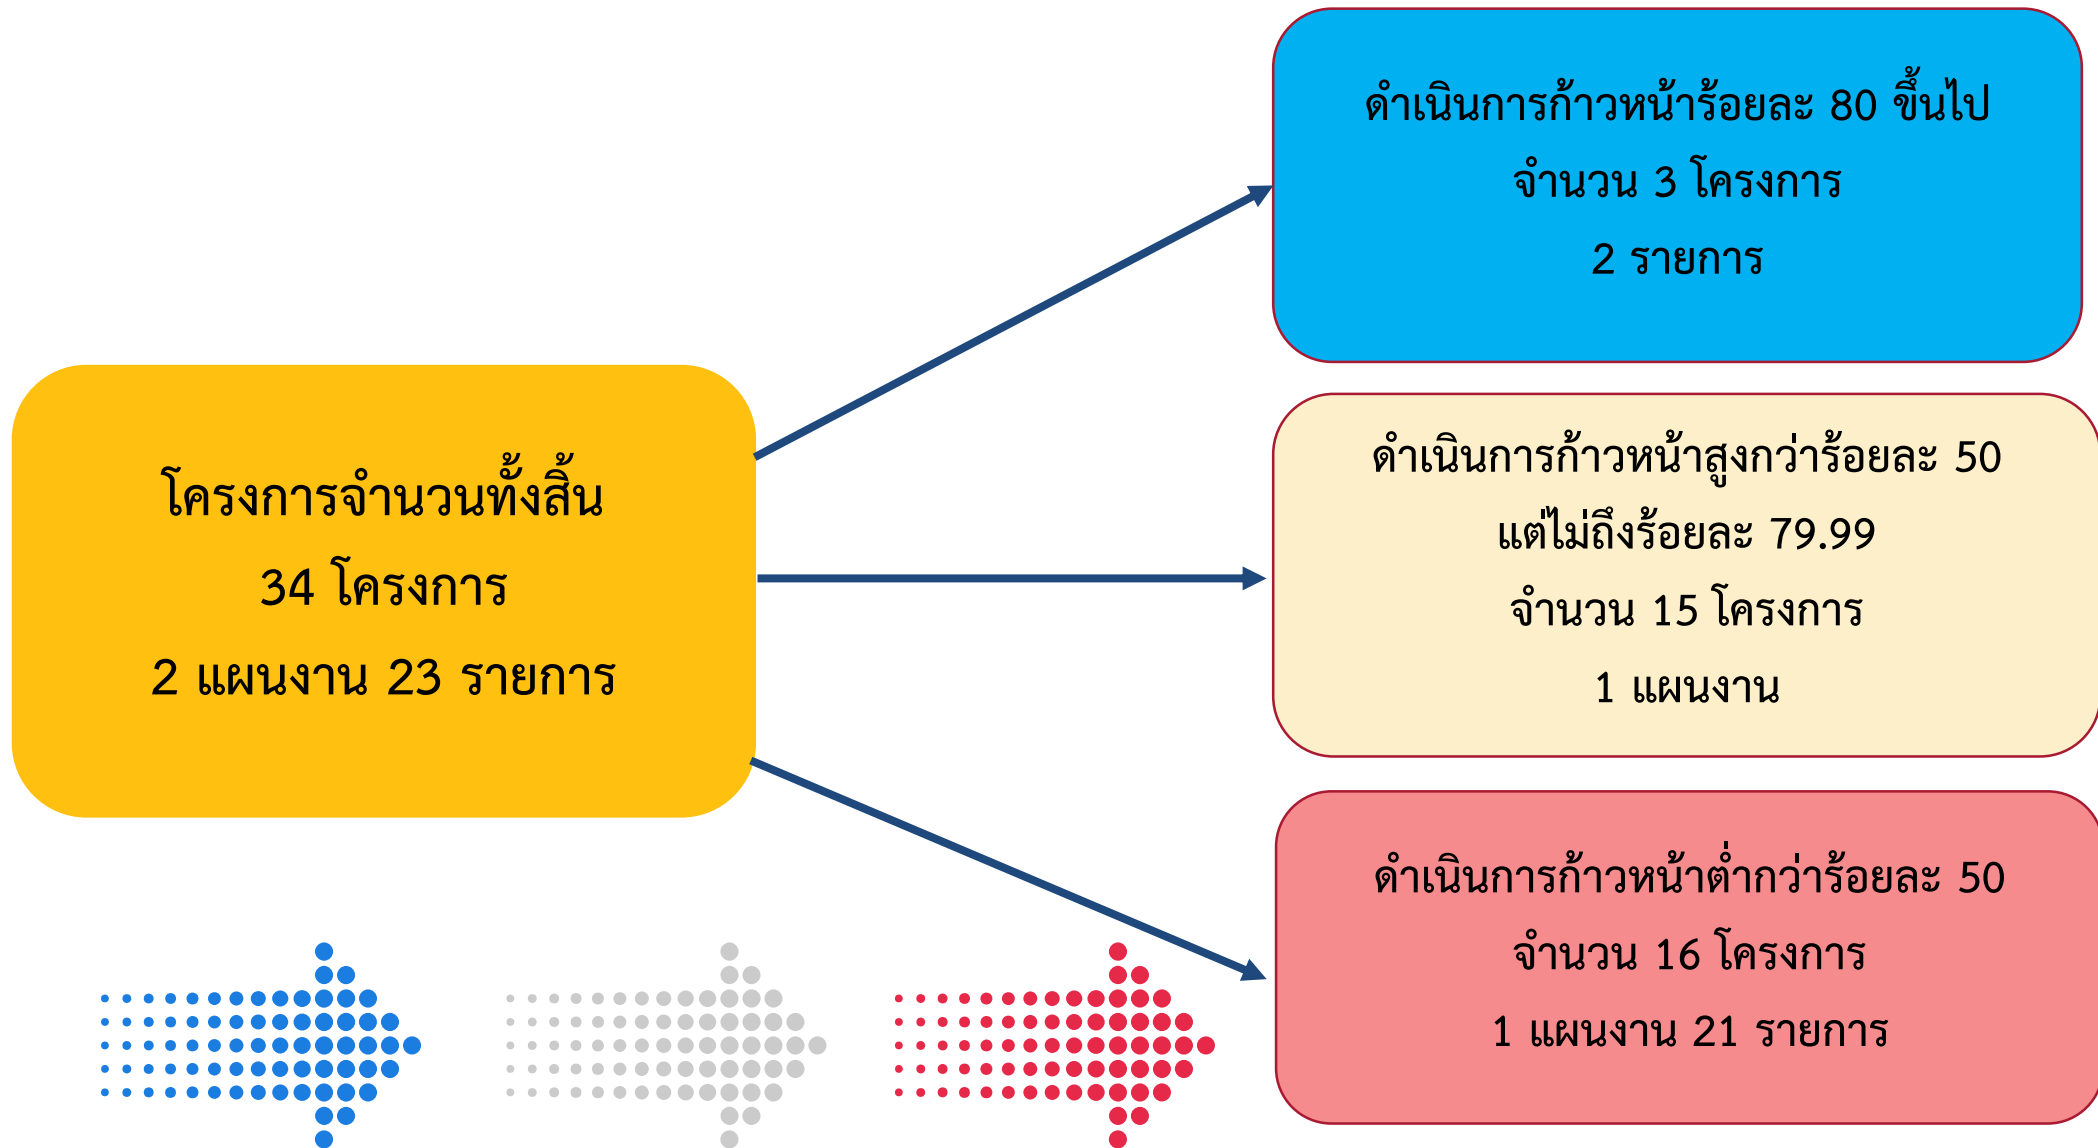 โครงการจำนวนทั้งสิ้น
34 โครงการ
2 แผนงาน 23 รายการ
ดำเนินการก้าวหน้าร้อยละ 80 ขึ้นไป
จำนวน 3 โครงการ
2 รายการ
ดำเนินการก้าวหน้าสูงกว่าร้อยละ 50
แต่ไม่ถึงร้อยละ 79.99
จำนวน 15 โครงการ
1 แผนงาน
ดำเนินการก้าวหน้าต่ำกว่าร้อยละ 50
จำนวน 16 โครงการ
1 แผนงาน 21 รายการ